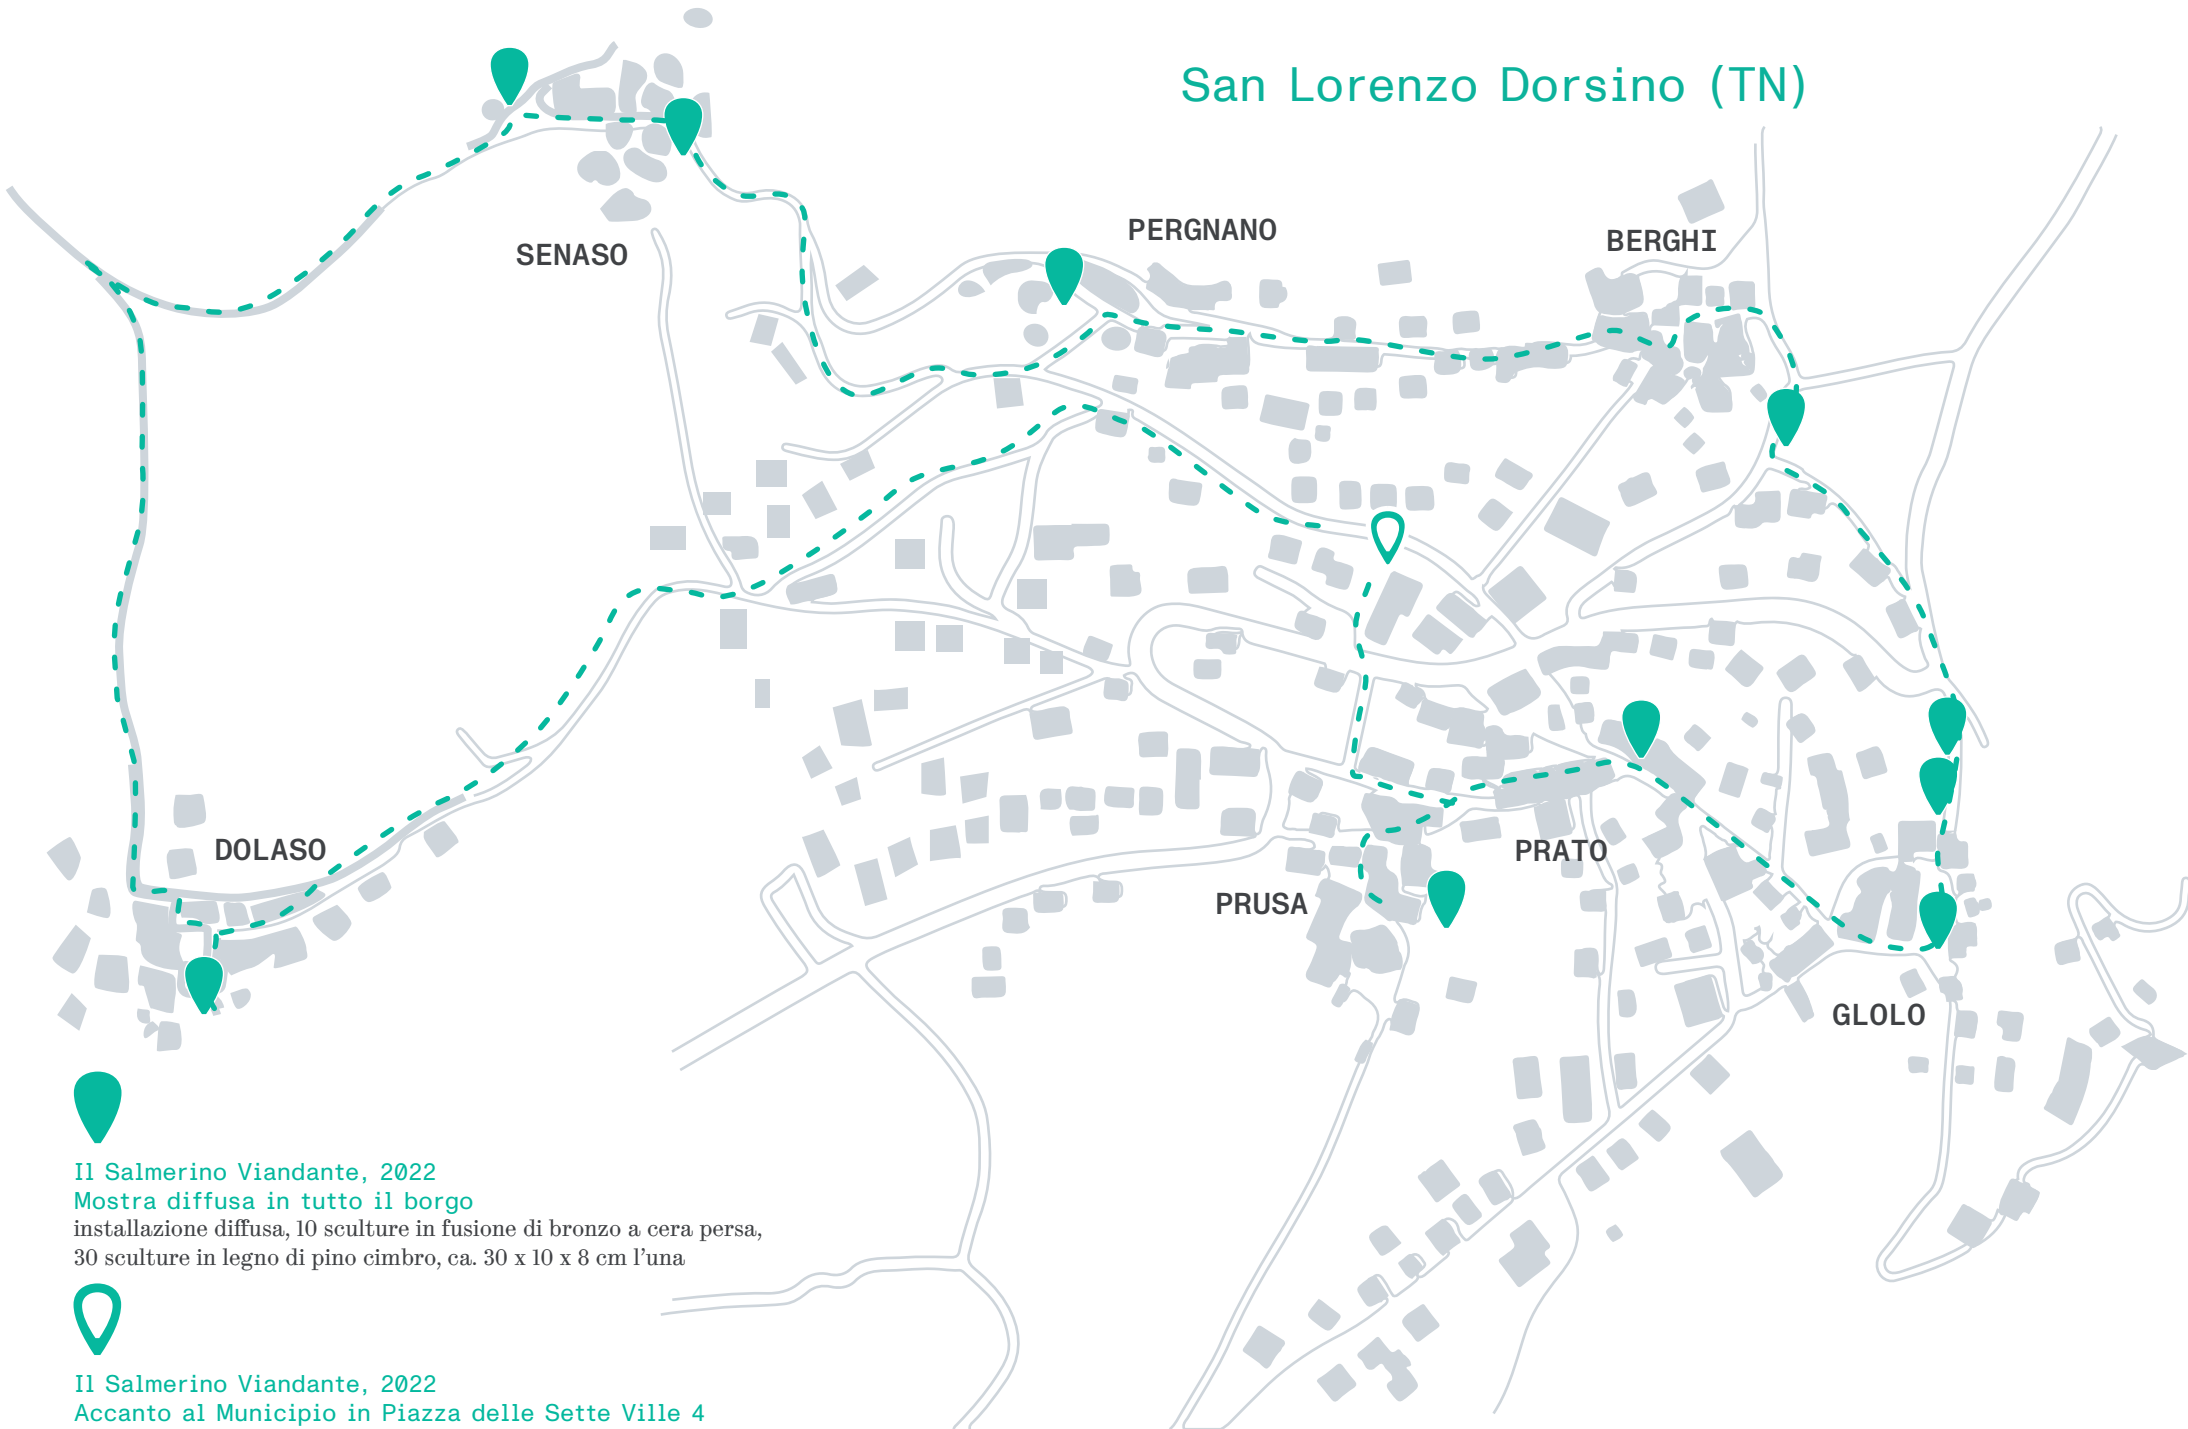 San Lorenzo Dorsino (TN)
PERGNANO
BERGHI
SENASO
DOLASO
PRATO
PRUSA
GLOLO
Il Salmerino Viandante, 2022
Mostra diffusa in tutto il borgo
installazione diffusa, 10 sculture in fusione di bronzo a cera persa,
30 sculture in legno di pino cimbro, ca. 30 x 10 x 8 cm l'una
Il Salmerino Viandante, 2022
Accanto al Municipio in Piazza delle Sette Ville 4